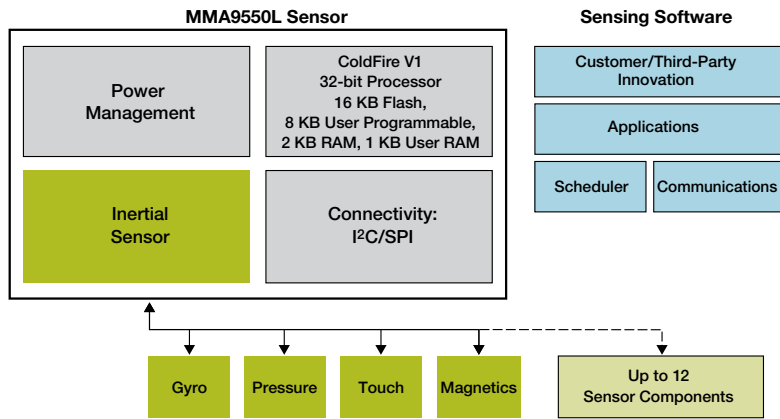 MMA9550L Sensor
Power
Management
ColdFire V1
32-bit Processor
16 KB Flash,
8 KB User Programmable,
2 KB RAM, 1 KB User RAM
Inertial
Sensor
Connectivity:
I²C/SPI
Sensing Software
Customer/Third-Party
Innovation
Applications
Scheduler
Communications
Gyro
Pressure
Touch
Magnetics
Up to 12
Sensor Components